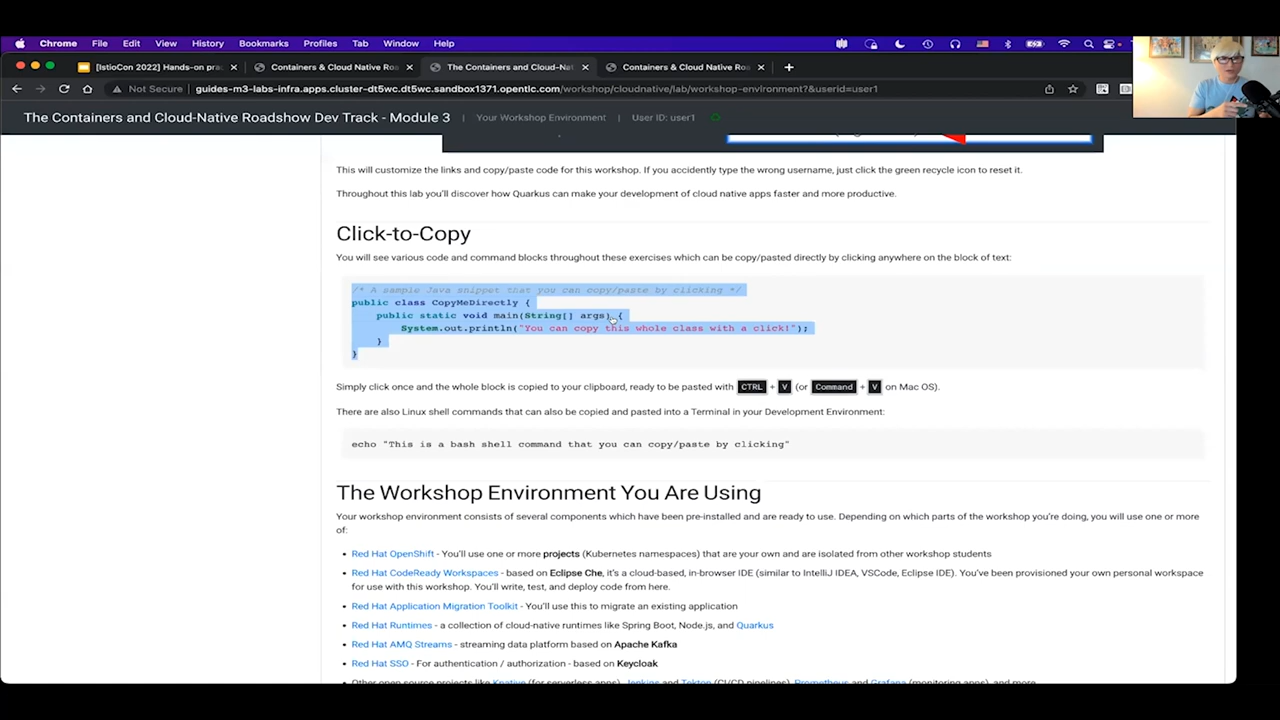 Chrome File Edit View History Bookmarks Profiles Tab Window Help
[IstioCon 2022] Hands-on pra
Containers & Cloud Native Roa
The Containers and Cloud-Nat
Containers & Cloud Native Roa
Not Secure guides-m3-labs-infra.apps.cluster-dt5wc.dt5wc.sandbox1371.opentlc.com/workshop/cloudnative/lab/workshop-environment?&userid=user1
The Containers and Cloud-Native Roadshow Dev Track - Module 3 | Your Workshop Environment | User ID: user1
This will customize the links and copy/paste code for this workshop. If you accidently type the wrong username, just click the green recycle icon to reset it.
Throughout this lab you'll discover how Quarkus can make your development of cloud native apps faster and more productive.
Click-to-Copy
You will see various code and command blocks throughout these exercises which can be copy/pasted directly by clicking anywhere on the block of text:
/* A sample Java snippet that you can copy/paste by clicking */
public class CopyMeDirectly {
public static void main(String[] args) {
System.out.println("You can copy this whole class with a click!");
}
}
Simply click once and the whole block is copied to your clipboard, ready to be pasted with CTRL + V (or Command + V on Mac OS).
There are also Linux shell commands that can also be copied and pasted into a Terminal in your Development Environment:
echo "This is a bash shell command that you can copy/paste by clicking"
The Workshop Environment You Are Using
Your workshop environment consists of several components which have been pre-installed and are ready to use. Depending on which parts of the workshop you're doing, you will use one or more
of:
• Red Hat OpenShift - You'll use one or more projects (Kubernetes namespaces) that are your own and are isolated from other workshop students
• Red Hat CodeReady Workspaces - based on Eclipse Che, it's a cloud-based, in-browser IDE (similar to IntelliJ IDEA, VSCode, Eclipse IDE). You've been provisioned your own personal workspace
for use with this workshop. You'll write, test, and deploy code from here.
• Red Hat Application Migration Toolkit - You'll use this to migrate an existing application
• Red Hat Runtimes - a collection of cloud-native runtimes like Spring Boot, Node.js, and Quarkus
• Red Hat AMQ Streams - streaming data platform based on Apache Kafka
• Red Hat SSO - For authentication / authorization - based on Keycloak
• Other open source projects like Knative (for serverless apps), Jenkins and Tekton (CI/CD pipelines), Prometheus and Grafana (monitoring apps), and more